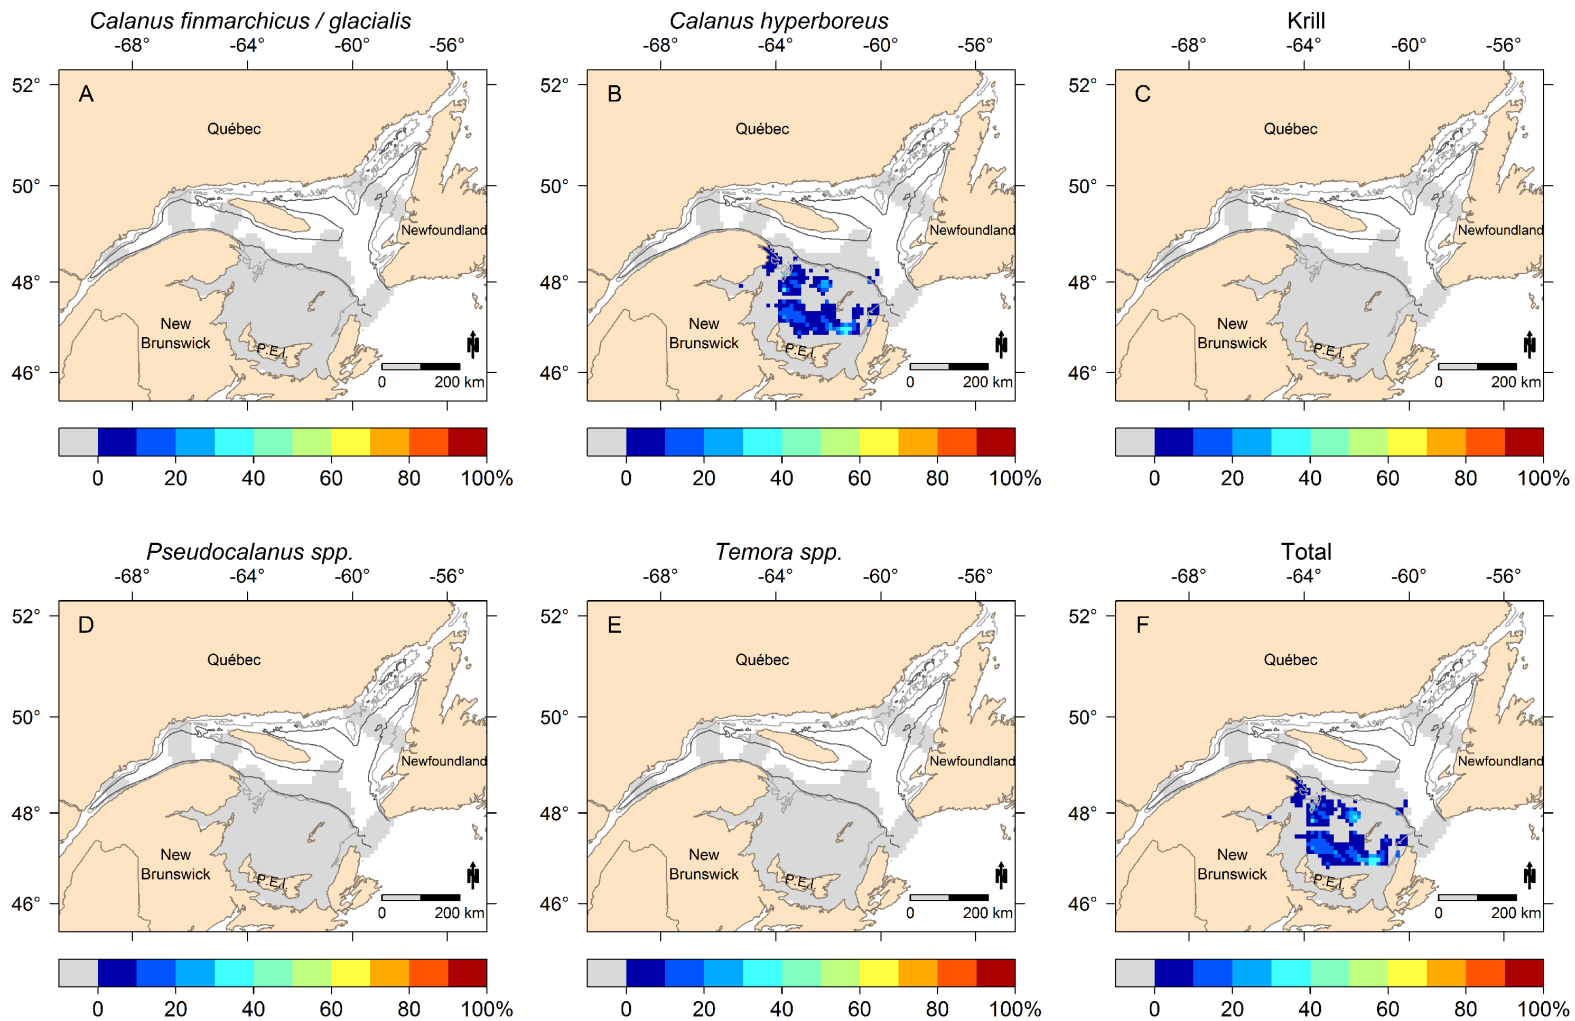 Calanus finmarchicus / glacialis
-68° -64° -60° -56°
52°
50°
48°
46°
A
Québec
Newfoundland
New
Brunswick
P.E.I.
N
0 200 km
0 20 40 60 80 100%
Calanus hyperboreus
-68° -64° -60° -56°
52°
50°
48°
46°
B
Québec
Newfoundland
New
Brunswick
P.E.I.
N
0 200 km
0 20 40 60 80 100%
Krill
-68° -64° -60° -56°
52°
50°
48°
46°
C
Québec
Newfoundland
New
Brunswick
P.E.I.
N
0 200 km
0 20 40 60 80 100%
Pseudocalanus spp.
-68° -64° -60° -56°
52°
50°
48°
46°
D
Québec
Newfoundland
New
Brunswick
P.E.I.
N
0 200 km
0 20 40 60 80 100%
Temora spp.
-68° -64° -60° -56°
52°
50°
48°
46°
E
Québec
Newfoundland
New
Brunswick
P.E.I.
N
0 200 km
0 20 40 60 80 100%
Total
-68° -64° -60° -56°
52°
50°
48°
46°
F
Québec
Newfoundland
New
Brunswick
P.E.I.
N
0 200 km
0 20 40 60 80 100%